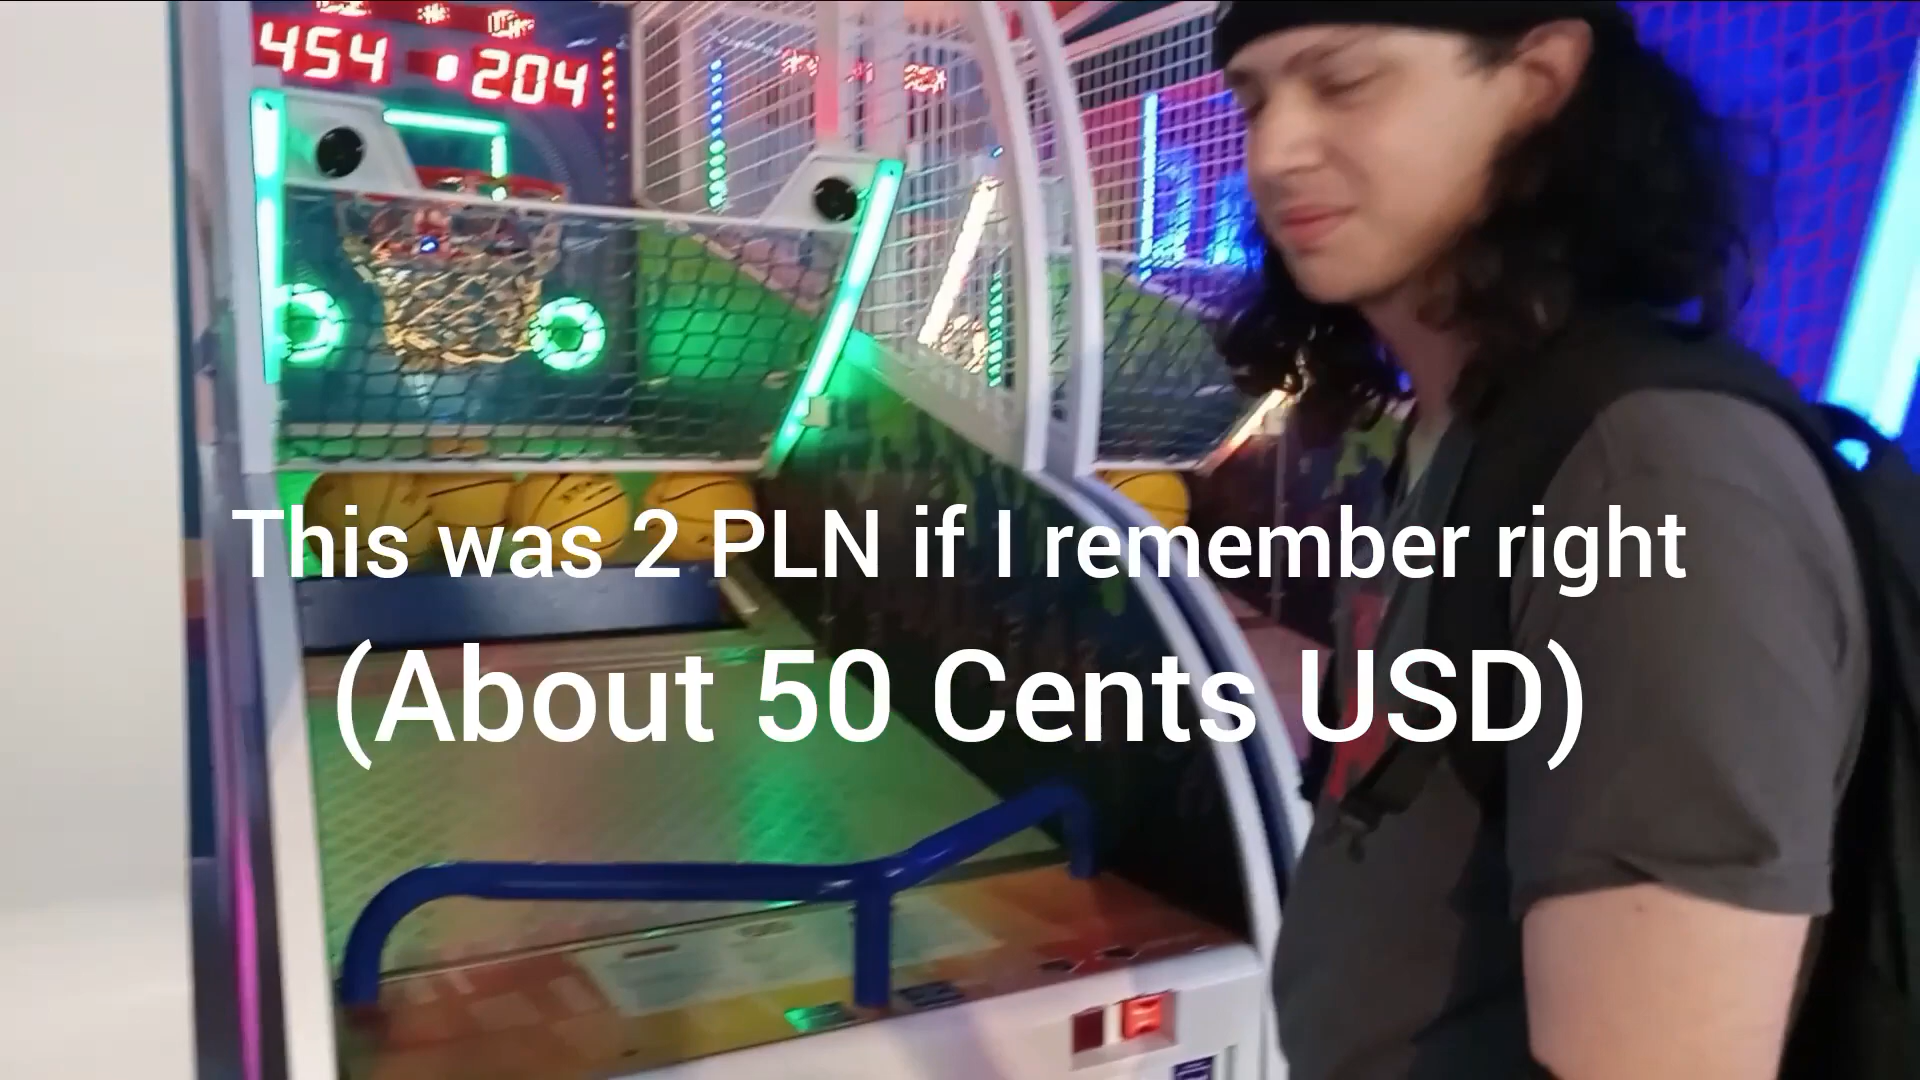 454 204
This was 2 PLN if I remember right
(About 50 Cents USD)